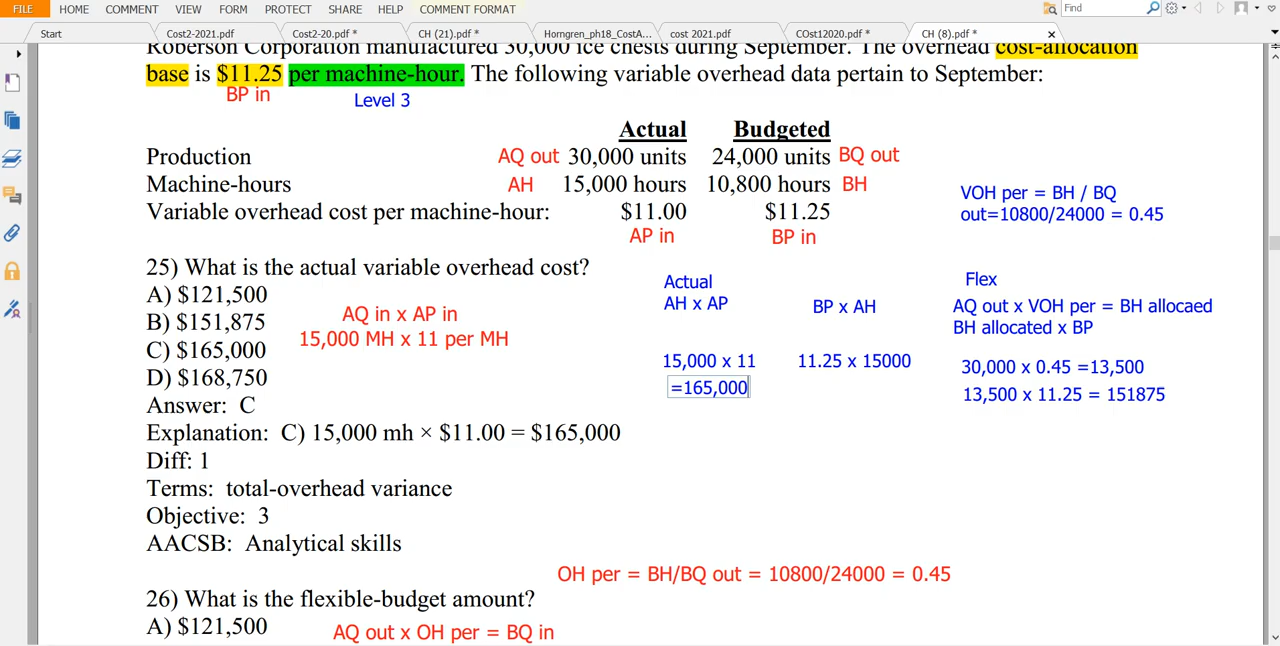 FILE HOME COMMENT VIEW FORM PROTECT SHARE HELP COMMENT FORMAT Find
Start Cost2-2021.pdf Cost2-20.pdf * CH (21).pdf * Horngren_ph18_CostA... cost 2021.pdf COst12020.pdf * CH (8).pdf *
Roberson Corporation manufactured 30,000 ice chests during September. The overhead cost-allocation
base is $11.25 per machine-hour. The following variable overhead data pertain to September:
BP in Level 3
Actual Budgeted
Production AQ out 30,000 units 24,000 units BQ out
Machine-hours AH 15,000 hours 10,800 hours BH
Variable overhead cost per machine-hour: $11.00 $11.25
AP in BP in
VOH per = BH / BQ
out=10800/24000 = 0.45
25) What is the actual variable overhead cost?
A) $121,500
B) $151,875
C) $165,000
D) $168,750
AQ in x AP in
15,000 MH x 11 per MH
Actual
AH x AP
15,000 x 11
=165,000
BP x AH
11.25 x 15000
Flex
AQ out x VOH per = BH allocaed
BH allocated x BP
30,000 x 0.45 =13,500
13,500 x 11.25 = 151875
Answer: C
Explanation: C) 15,000 mh × $11.00 = $165,000
Diff: 1
Terms: total-overhead variance
Objective: 3
AACSB: Analytical skills
OH per = BH/BQ out = 10800/24000 = 0.45
26) What is the flexible-budget amount?
A) $121,500
AQ out x OH per = BQ in